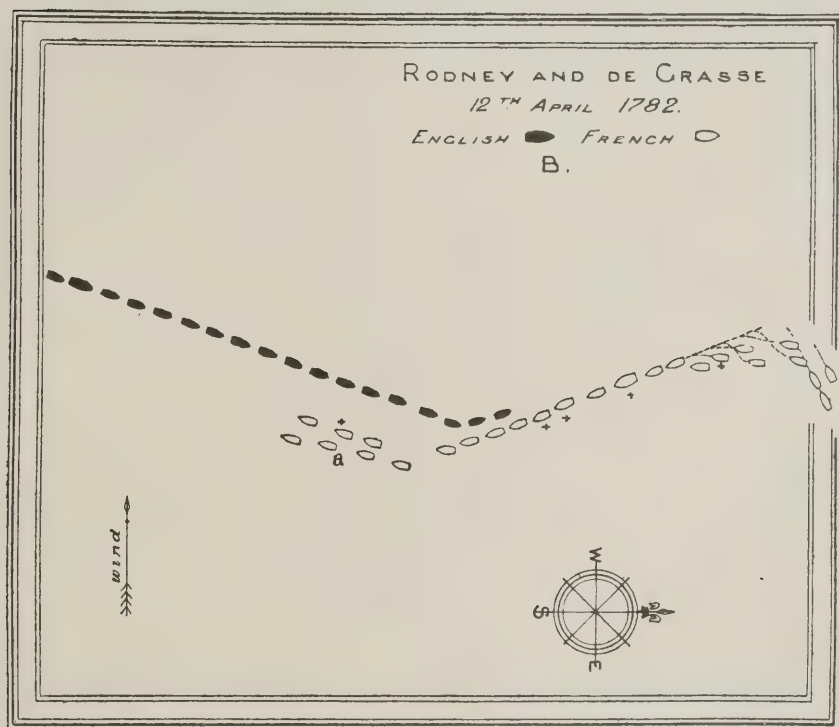 RODNEY AND DE GRASSE
12TH APRIL 1782.
ENGLISH FRENCH
B.
a
wind
W
S
E